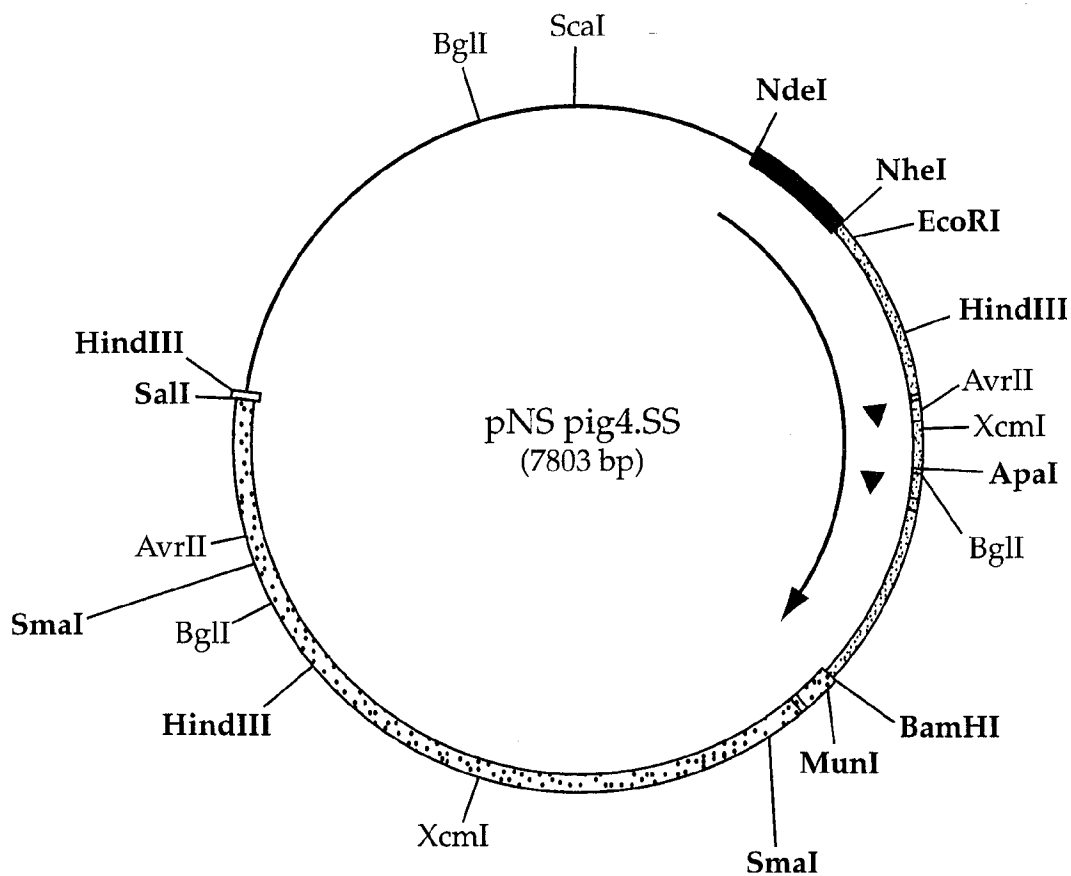 ScaI
BglI
NdeI
NheI
EcoRI
HindIII
HindIII
SalI
AvrII
XcmI
pNS pig4.SS
(7803 bp)
ApaI
BglI
AvrII
SmaI
BglI
HindIII
BamHI
MunI
XcmI
SmaI